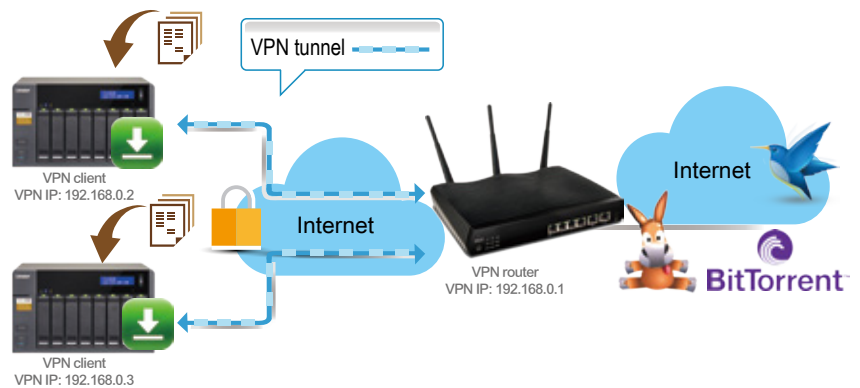 VPN tunnel
VPN client
VPN IP: 192.168.0.2
Internet
VPN client
VPN IP: 192.168.0.3
VPN router
VPN IP: 192.168.0.1
Internet
BitTorrent™